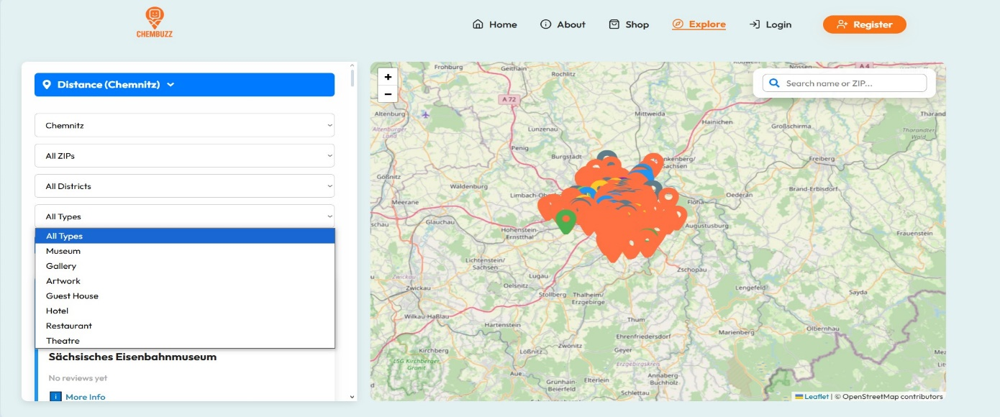 CHEMBUZZ
Home
About
Shop
Explore
Login
Register
Distance (Chemnitz)
Chemnitz
All ZIPs
All Districts
All Types
All Types
Museum
Gallery
Artwork
Guest House
Hotel
Restaurant
Theatre
Sächsisches Eisenbahnmuseum
No reviews yet
i More Info
+
−
Search name or ZIP...
Frohburg
Geithain
Rochlitz
Nossen
A 4
A 72
Altenburg
Altenburger
Land
Mittweida
Hainichen
Großschirma
Tharand
Tharandter
Wald
Lunzenau
Penig
Burgstädt
nkenberg/
Sachsen
Freiberg
Gößnitz
Waldenburg
Limbach-Ob
Oederan
Brand-Erbisdorf
Meerane
Flöha
schau
Glauchau
Hohenstein-
Ernstthal
Augustusburg
Frauenstein
Lichtenstein/
Sachsen
Lugau
Zschopau
Zwickau
Zwickau
Oelsnitz
Stollberg
Thalheim/
Erzgebirge
Lengefeld
Sayda
Wilkau-Haßlau
Thum
Hartenstein
Ehrenfriedersdorf
Marienberg
Olbernhau
Kirchberg
Lößnitz
Zwönitz
Geyer
LSG Kirchberger
Granit
Erzgebirgskreis
Aue
Grünhain-
Beierfeld
Elterlein
Annaberg-
Buchholz
Schlettau
Leaflet | © OpenStreetMap contributors